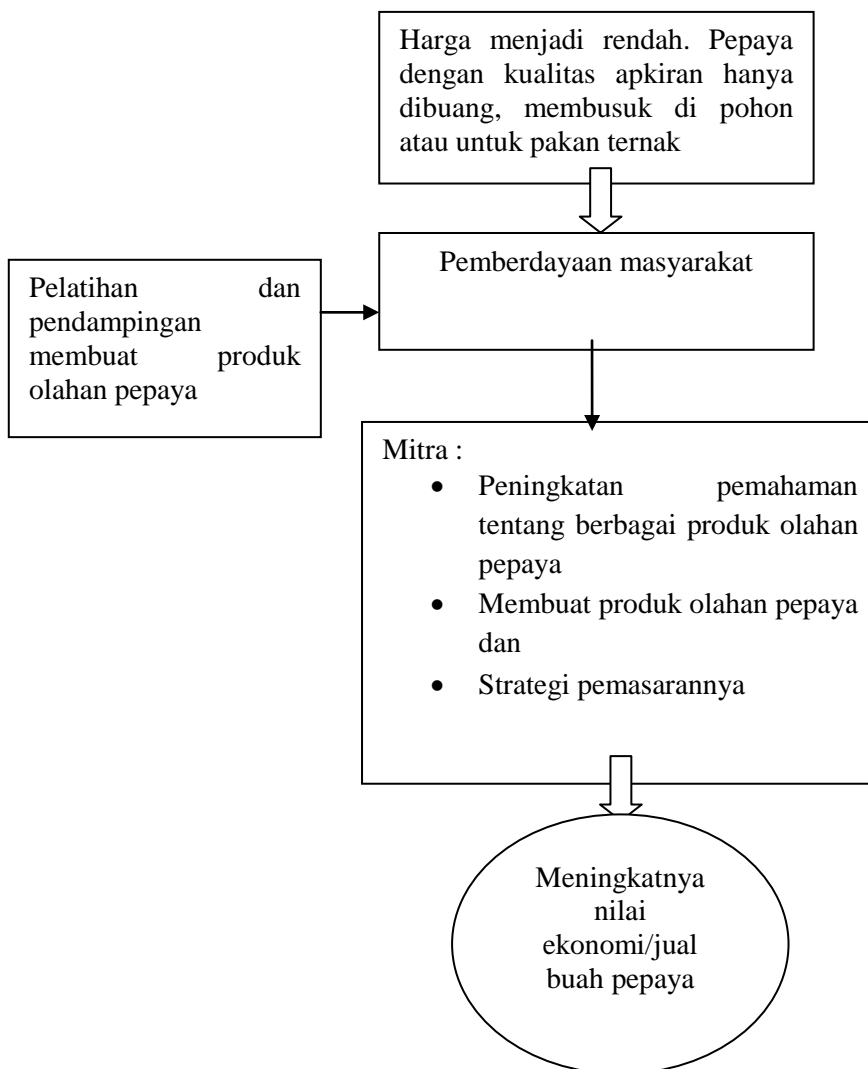 Harga menjadi rendah. Pepaya
dengan kualitas apkiran hanya
dibuang, membusuk di pohon
atau untuk pakan ternak
Pemberdayaan masyarakat
Pelatihan dan
pendampingan
membuat produk
olahan pepaya
Mitra :
• Peningkatan pemahaman
tentang berbagai produk olahan
pepaya
• Membuat produk olahan pepaya
dan
• Strategi pemasarannya
Meningkatnya
nilai
ekonomi/jual
buah pepaya